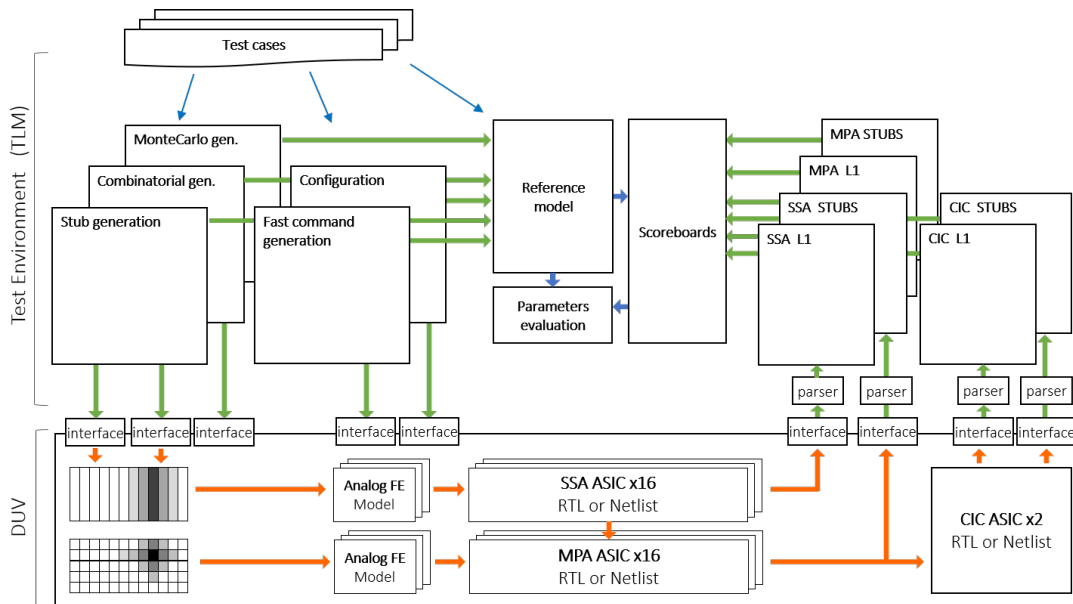 Test cases
Test Environment (TLM)
MonteCarlo gen.
Combinatorial gen.
Stub generation
Configuration
Fast command
generation
Reference
model
Scoreboards
Parameters
evaluation
MPA STUBS
MPA L1
SSA STUBS
SSA L1
CIC STUBS
CIC L1
parser
parser
parser
parser
interface
interface
interface
interface
interface
interface
interface
interface
interface
DUV
Analog FE
Model
SSA ASIC x16
RTL or Netlist
Analog FE
Model
MPA ASIC x16
RTL or Netlist
CIC ASIC x2
RTL or Netlist